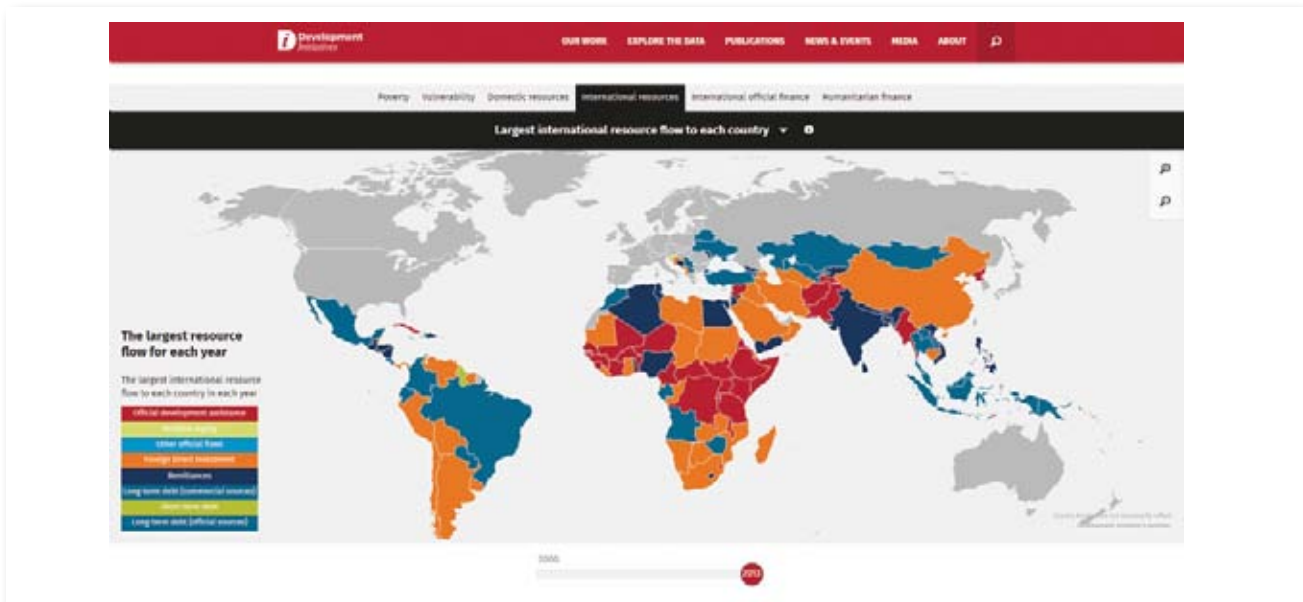 Development
Initiatives
OUR WORK EXPLORE THE DATA PUBLICATIONS NEWS & EVENTS MEDIA ABOUT
Poverty Vulnerability Domestic resources International resources International official finance Humanitarian finance
Largest international resource flow to each country
The largest resource
flow for each year
The largest international resource
flow to each country in each year
Official development assistance
Other official flows
Foreign direct investment
Remittances
Long term debt (commercial sources)
Short term debt
Long term debt (official sources)
2000
2013